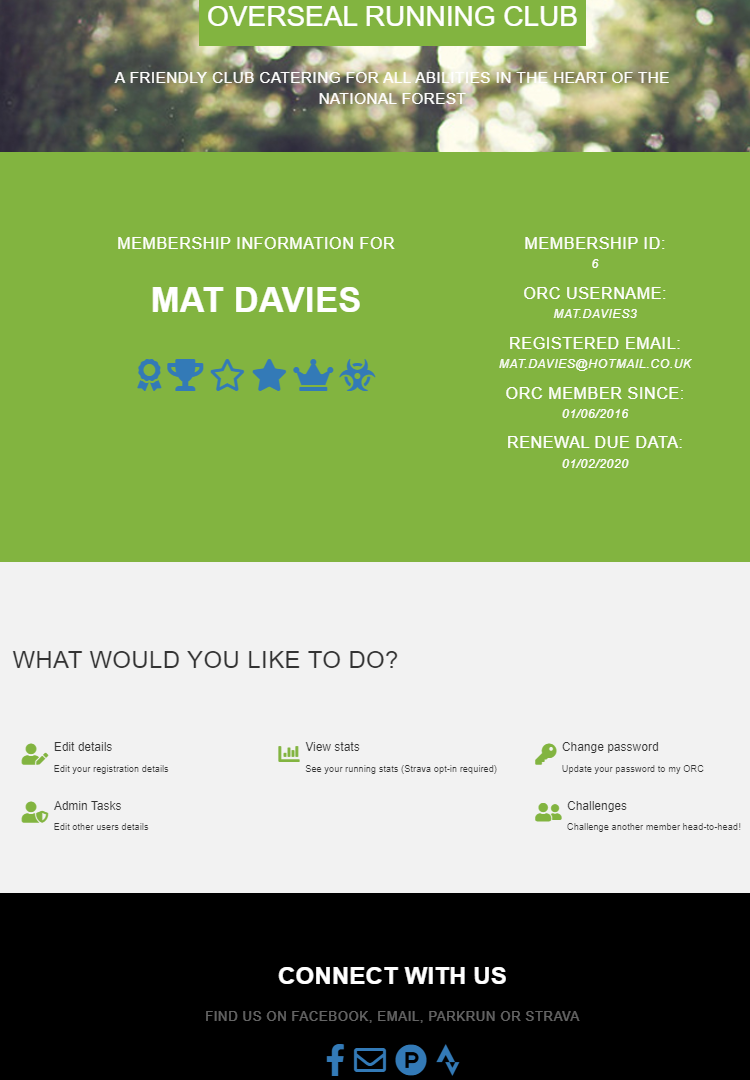 OVERSEAL RUNNING CLUB
A FRIENDLY CLUB CATERING FOR ALL ABILITIES IN THE HEART OF THE
NATIONAL FOREST
MEMBERSHIP INFORMATION FOR
MAT DAVIES
MEMBERSHIP ID:
6
ORC USERNAME:
MAT.DAVIES3
REGISTERED EMAIL:
MAT.DAVIES@HOTMAIL.CO.UK
ORC MEMBER SINCE:
01/06/2016
RENEWAL DUE DATA:
01/02/2020
WHAT WOULD YOU LIKE TO DO?
Edit details
Edit your registration details
View stats
See your running stats (Strava opt-in required)
Change password
Update your password to my ORC
Admin Tasks
Edit other users details
Challenges
Challenge another member head-to-head!
CONNECT WITH US
FIND US ON FACEBOOK, EMAIL, PARKRUN OR STRAVA